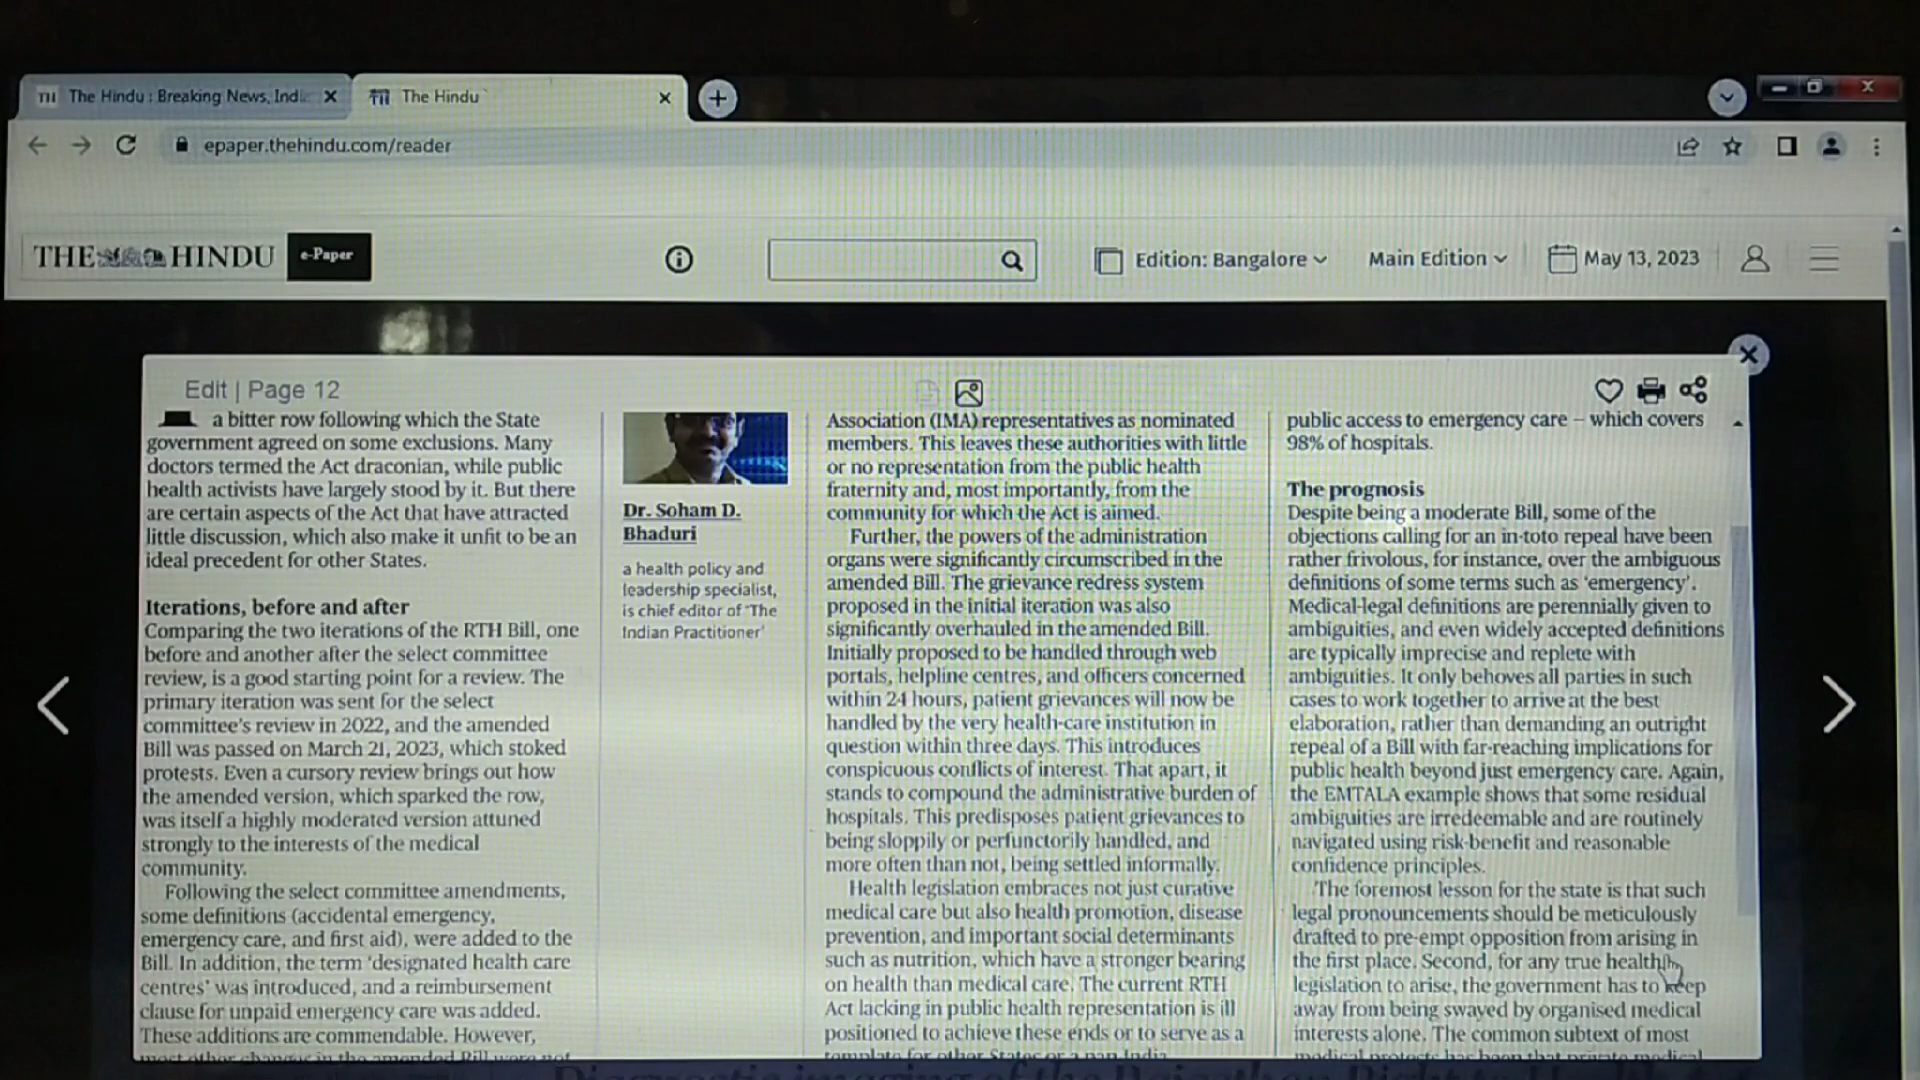 TH The Hindu : Breaking News, Indi
The Hindu
epaper.thehindu.com/reader
THE HINDU
e-Paper
Edition: Bangalore
Main Edition
May 13, 2023
Edit | Page 12
a bitter row following which the State
government agreed on some exclusions. Many
doctors termed the Act draconian, while public
health activists have largely stood by it. But there
are certain aspects of the Act that have attracted
little discussion, which also make it unfit to be an
ideal precedent for other States.
Iterations, before and after
Comparing the two iterations of the RTH Bill, one
before and another after the select committee
review, is a good starting point for a review. The
primary iteration was sent for the select
committee's review in 2022, and the amended
Bill was passed on March 21, 2023, which stoked
protests. Even a cursory review brings out how
the amended version, which sparked the row,
was itself a highly moderated version attuned
strongly to the interests of the medical
community.
Following the select committee amendments,
some definitions (accidental emergency,
emergency care, and first aid), were added to the
Bill. In addition, the term 'designated health care
centres' was introduced, and a reimbursement
clause for unpaid emergency care was added.
These additions are commendable. However,
most other changes in the amended Bill were not
Dr. Soham D.
Bhaduri
a health policy and
leadership specialist,
is chief editor of 'The
Indian Practitioner'
Association (IMA) representatives as nominated
members. This leaves these authorities with little
or no representation from the public health
fraternity and, most importantly, from the
community for which the Act is aimed.
Further, the powers of the administration
organs were significantly circumscribed in the
amended Bill. The grievance redress system
proposed in the initial iteration was also
significantly overhauled in the amended Bill.
Initially proposed to be handled through web
portals, helpline centres, and officers concerned
within 24 hours, patient grievances will now be
handled by the very health-care institution in
question within three days. This introduces
conspicuous conflicts of interest. That apart, it
stands to compound the administrative burden of
hospitals. This predisposes patient grievances to
being sloppily or perfunctorily handled, and
more often than not, being settled informally.
Health legislation embraces not just curative
medical care but also health promotion, disease
prevention, and important social determinants
such as nutrition, which have a stronger bearing
on health than medical care. The current RTH
Act lacking in public health representation is ill
positioned to achieve these ends or to serve as a
template for other States or a pan-India
public access to emergency care – which covers
98% of hospitals.
The prognosis
Despite being a moderate Bill, some of the
objections calling for an in-toto repeal have been
rather frivolous, for instance, over the ambiguous
definitions of some terms such as 'emergency'.
Medical-legal definitions are perennially given to
ambiguities, and even widely accepted definitions
are typically imprecise and replete with
ambiguities. It only behoves all parties in such
cases to work together to arrive at the best
elaboration, rather than demanding an outright
repeal of a Bill with far-reaching implications for
public health beyond just emergency care. Again,
the EMTALA example shows that some residual
ambiguities are irredeemable and are routinely
navigated using risk-benefit and reasonable
confidence principles.
The foremost lesson for the state is that such
legal pronouncements should be meticulously
drafted to pre-empt opposition from arising in
the first place. Second, for any true health
legislation to arise, the government has to keep
away from being swayed by organised medical
interests alone. The common subtext of most
medical protests has been that private medical